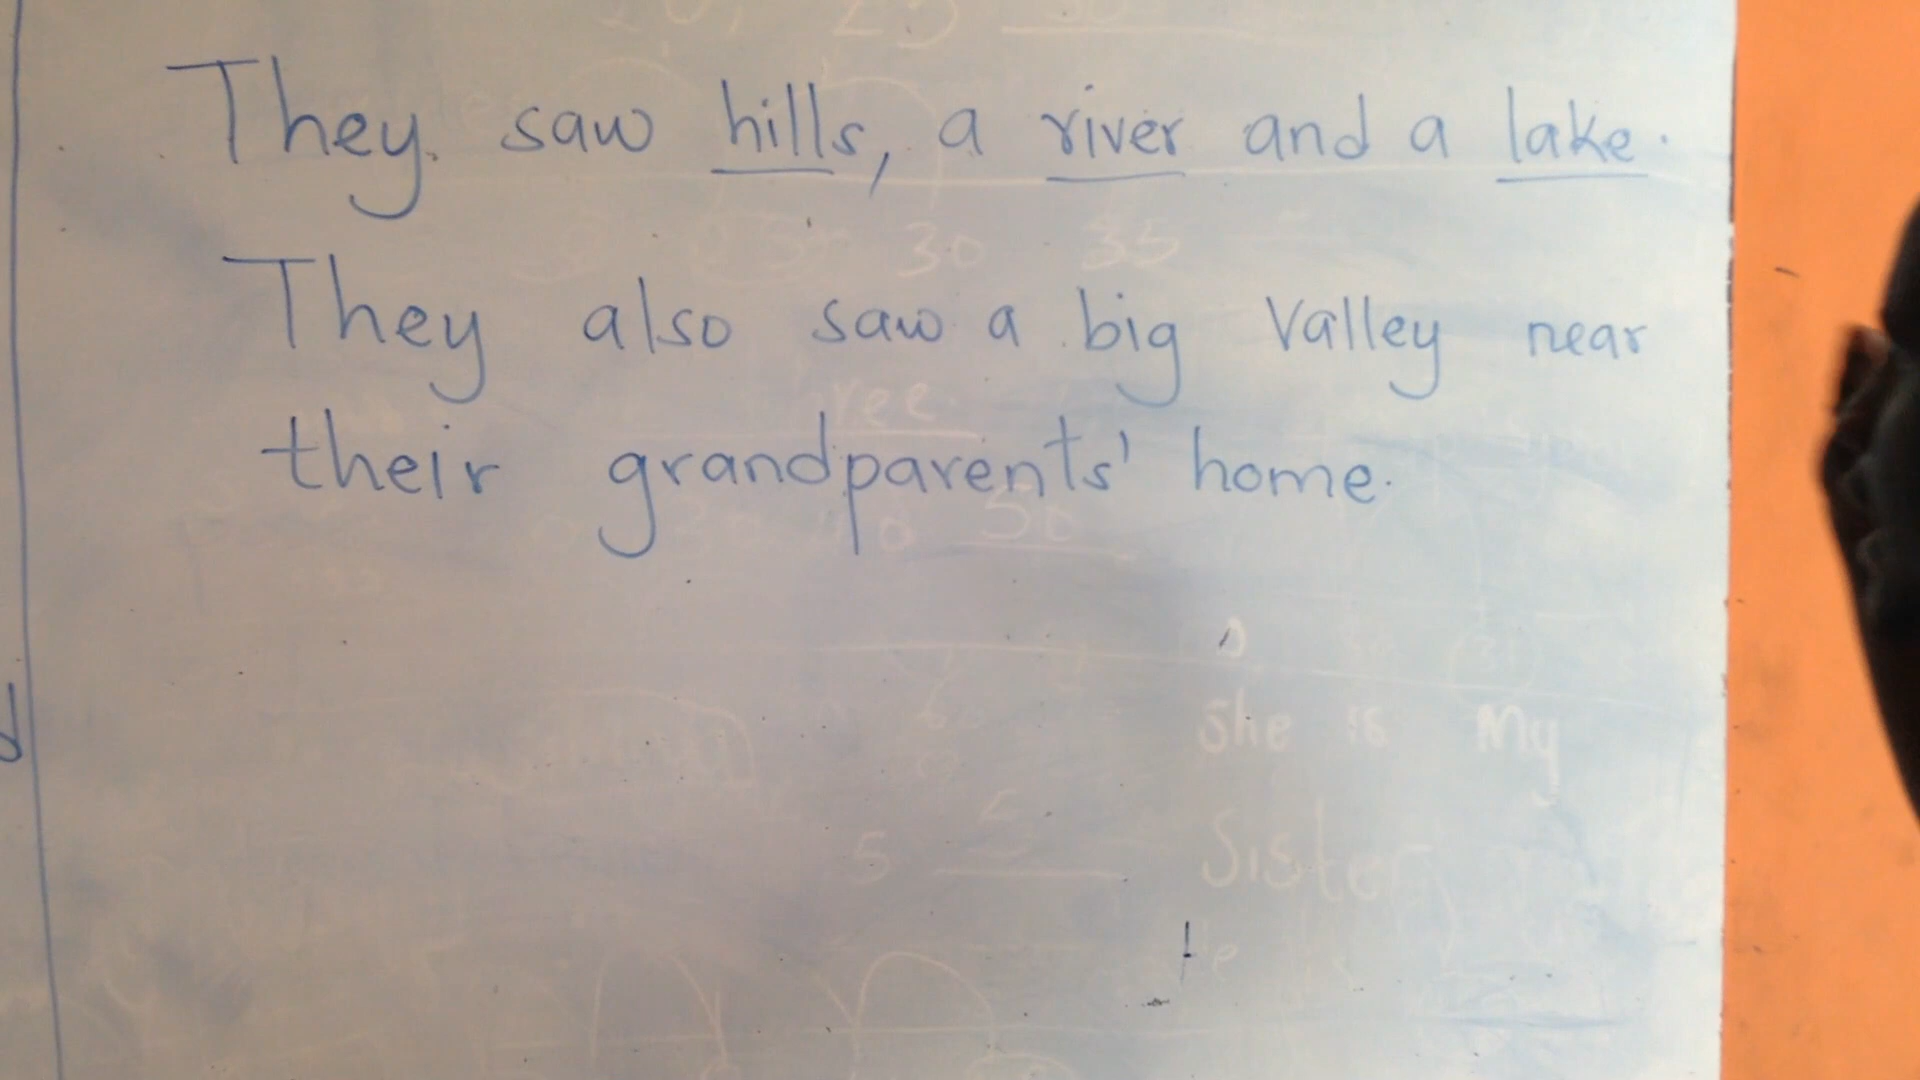 They saw hills, a river and a lake.
They also saw a big Valley near
their grandparents' home.
she is My
Sister